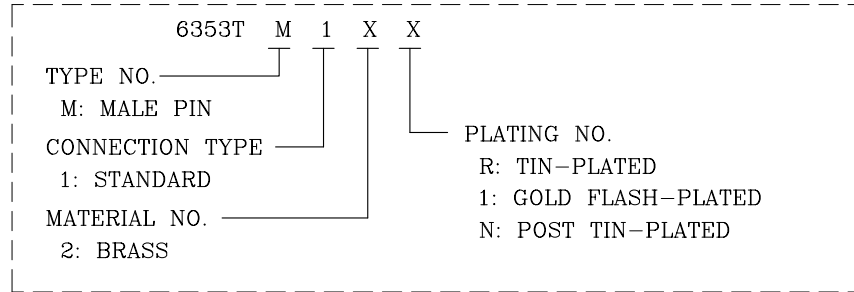 6353T M 1 X X
TYPE NO.
M: MALE PIN
CONNECTION TYPE
1: STANDARD
MATERIAL NO.
2: BRASS
PLATING NO.
R: TIN-PLATED
1: GOLD FLASH-PLATED
N: POST TIN-PLATED